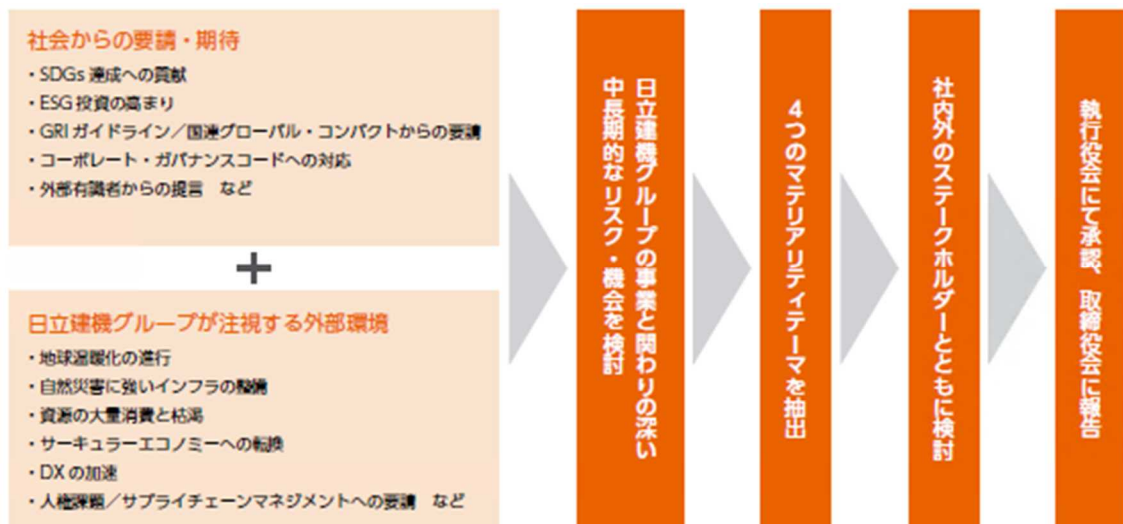 社会からの要請・期待
・SDGs 達成への貢献
・ESG 投資の高まり
・GRI ガイドライン／国連グローバル・コンパクトからの要請
・コーポレート・ガバナンスコードへの対応
・外部有識者からの提言 など
+
日立建機グループが注視する外部環境
・地球温暖化の進行
・自然災害に強いインフラの整備
・資源の大量消費と枯渇
・サーキュラーエコノミーへの転換
・DX の加速
・人権課題／サプライチェーンマネジメントへの要請 など
日立建機グループの事業と関わりの深い
中長期的なリスク・機会を検討
4つのマテリアリティテーマを抽出
社内外のステークホルダーとともに検討
執行役会にて承認、取締役会に報告